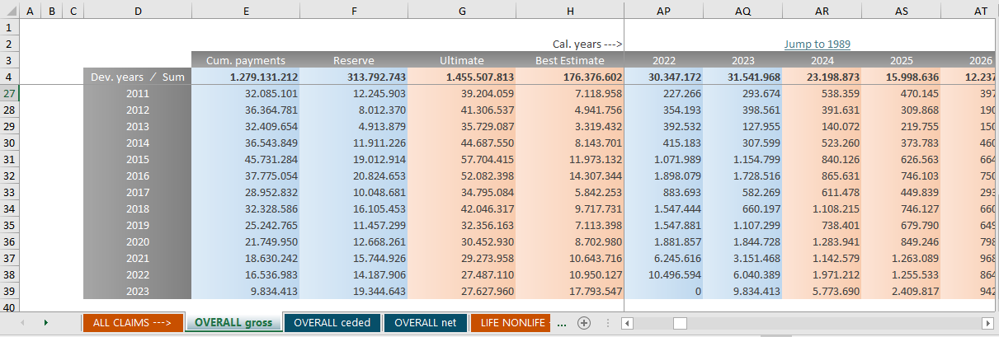 A B C D E F G H AP AQ AR AS AT
1
2 Cal. years ---> Jump to 1989
3 Cum. payments Reserve Ultimate Best Estimate 2022 2023 2024 2025 2026
4 Dev. years / Sum 1.279.131.212 313.792.743 1.455.507.813 176.376.602 30.347.172 31.541.968 23.198.873 15.998.636 12.237
27 2011 32.085.101 12.245.903 39.204.059 7.118.958 227.266 293.674 538.359 470.145 397
28 2012 36.364.781 8.012.370 41.306.537 4.941.756 354.193 398.561 391.631 309.868 190
29 2013 32.409.654 4.913.879 35.729.087 3.319.432 392.532 127.955 140.072 219.755 150
30 2014 36.543.849 11.911.226 44.687.550 8.143.701 415.183 307.599 523.260 373.783 460
31 2015 45.731.284 19.012.914 57.704.415 11.973.132 1.071.989 1.154.799 840.126 626.563 664
32 2016 37.775.054 20.824.653 52.082.398 14.307.344 1.898.079 1.728.516 865.631 746.103 750
33 2017 28.952.832 10.048.681 34.795.084 5.842.253 883.693 582.269 611.478 449.839 293
34 2018 32.328.586 16.105.453 42.046.317 9.717.731 1.547.444 660.197 1.108.215 746.127 660
35 2019 25.242.765 11.457.299 32.356.163 7.113.398 1.547.881 1.107.299 738.401 679.790 649
36 2020 21.749.950 12.668.261 30.452.930 8.702.980 1.881.857 1.844.728 1.283.941 849.246 798
37 2021 18.630.242 15.744.926 29.273.958 10.643.716 6.245.616 3.151.468 1.142.579 1.263.089 968
38 2022 16.536.983 14.187.906 27.487.110 10.950.127 10.496.594 6.040.389 1.971.212 1.255.533 864
39 2023 9.834.413 19.344.643 27.627.960 17.793.547 0 9.834.413 5.773.690 2.409.817 942
40
ALL CLAIMS ---> OVERALL gross OVERALL ceded OVERALL net LIFE NONLIFE ...